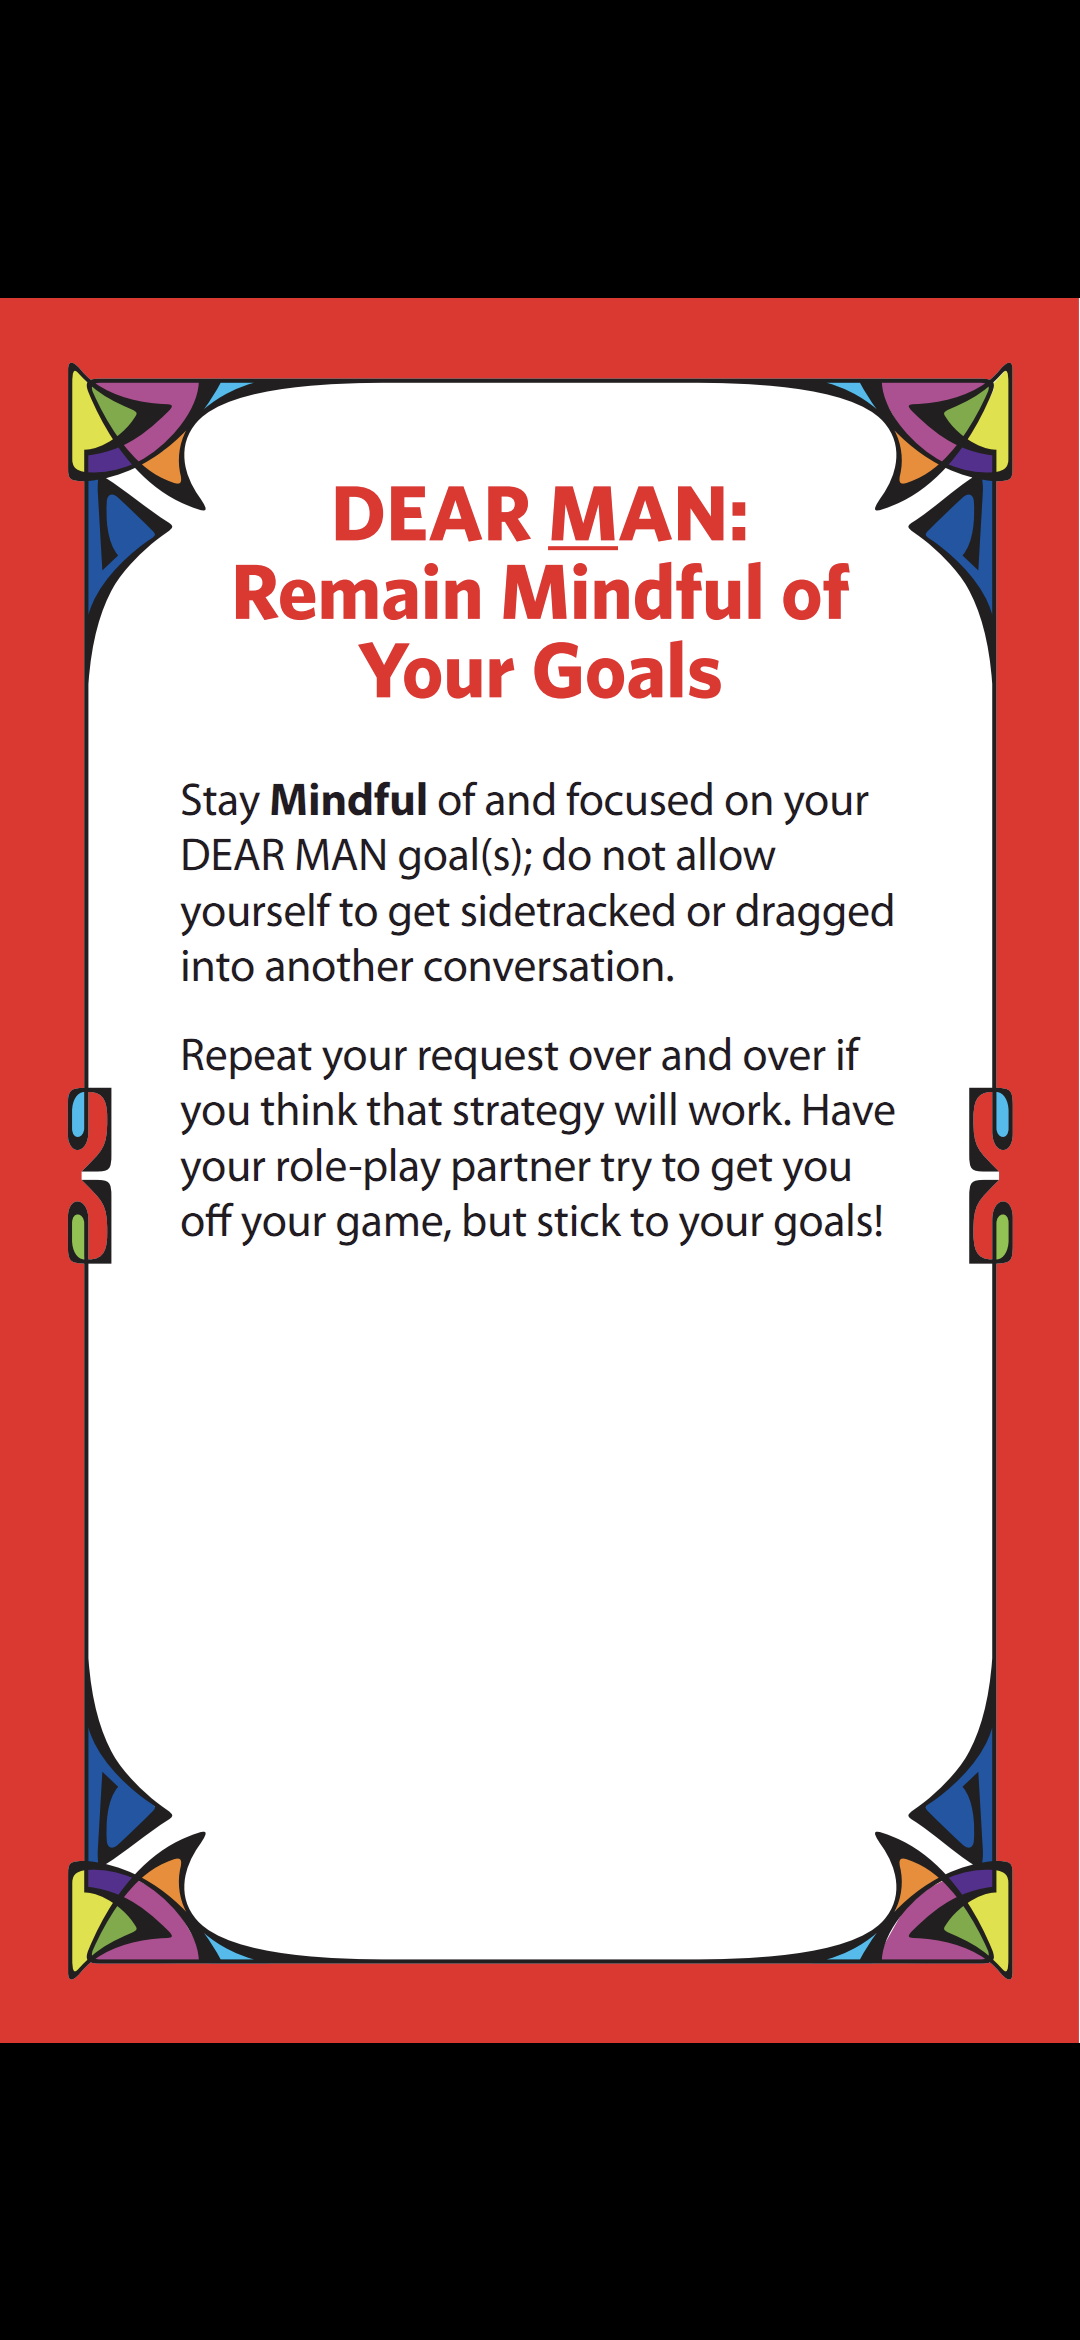 DEAR MAN:
Remain Mindful of
Your Goals
Stay Mindful of and focused on your
DEAR MAN goal(s); do not allow
yourself to get sidetracked or dragged
into another conversation.
Repeat your request over and over if
you think that strategy will work. Have
your role-play partner try to get you
off your game, but stick to your goals!